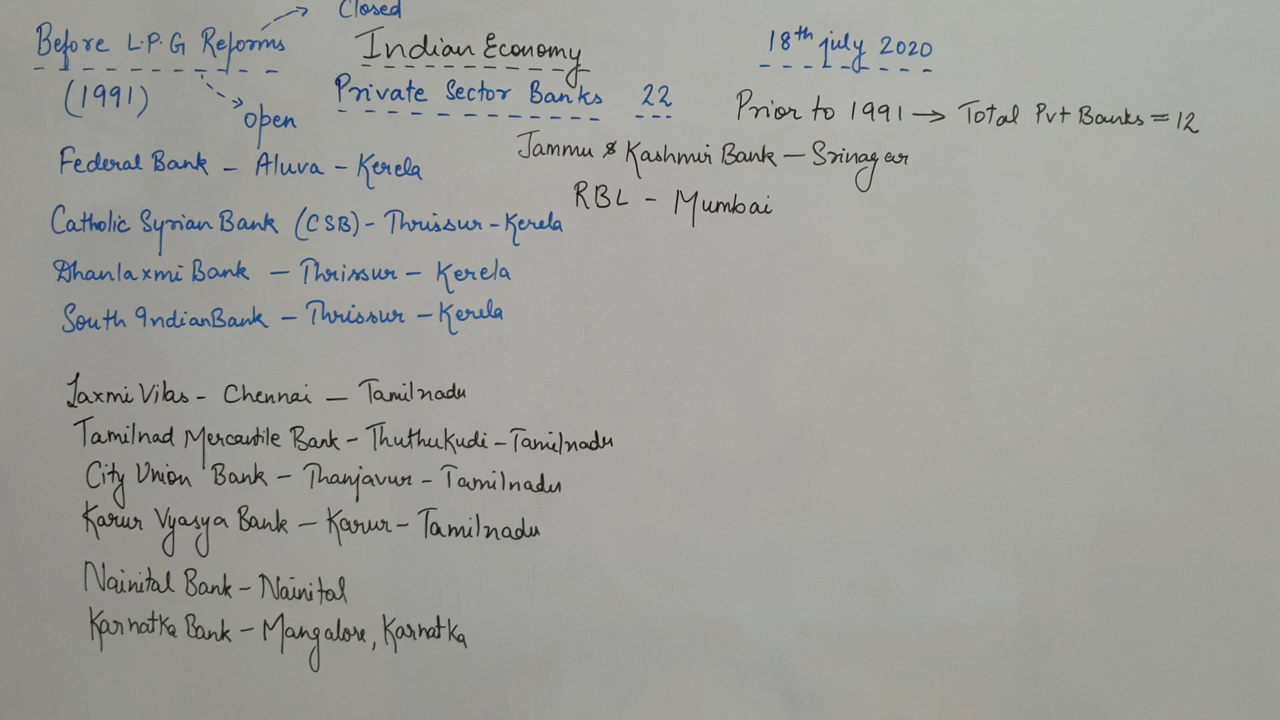 Closed
Before L.P.G Reforms
Indian Economy
18th july 2020
(1991)
open
Private Sector Banks 22
Prior to 1991 → Total Pvt Banks = 12
Federal Bank - Aluva - Kerela
Jammu & Kashmir Bank - Srinagar
RBL - Mumbai
Catholic Syrian Bank (CSB) - Thrissur - Kerela
Dhanlaxmi Bank - Thrissur - Kerela
South Indian Bank - Thrissur - Kerela
Laxmi Vilas - Chennai - Tamilnadu
Tamilnad Mercantile Bank - Thuthukudi - Tamilnadu
City Union Bank - Thanjavur - Tamilnadu
Karur Vyasya Bank - Karur - Tamilnadu
Nainital Bank - Nainital
Karnatka Bank - Mangalore, Karnatka